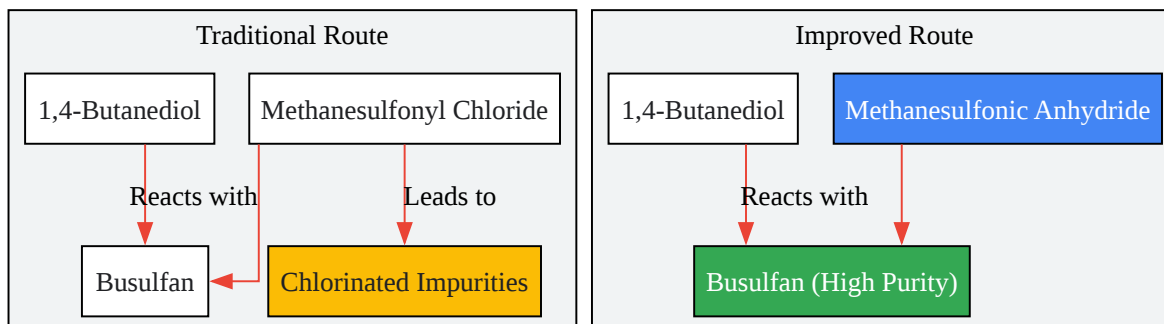 Traditional Route
1,4-Butanediol
Methanesulfonyl Chloride
Reacts with
Leads to
Busulfan
Chlorinated Impurities
Improved Route
1,4-Butanediol
Methanesulfonic Anhydride
Reacts with
Busulfan (High Purity)